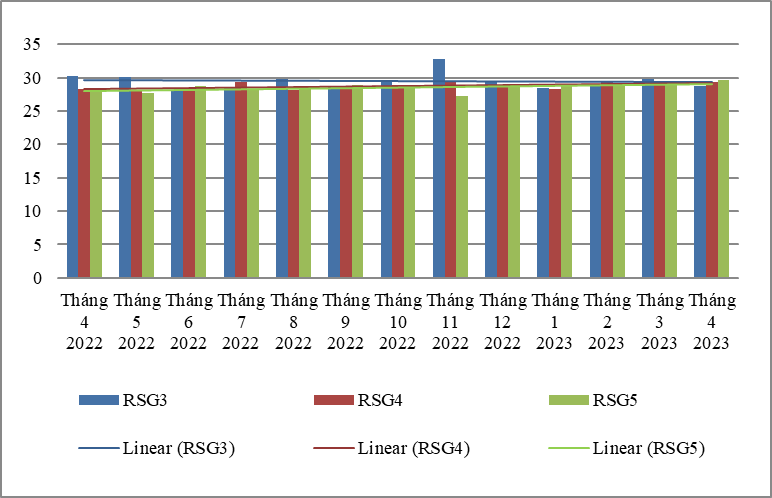 35
30
25
20
15
10
5
0
Tháng Tháng Tháng Tháng Tháng Tháng Tháng Tháng Tháng Tháng Tháng Tháng Tháng
4 5 6 7 8 9 10 11 12 1 2 3 4
2022 2022 2022 2022 2022 2022 2022 2022 2022 2023 2023 2023 2023
RSG3 RSG4 RSG5
Linear (RSG3) Linear (RSG4) Linear (RSG5)